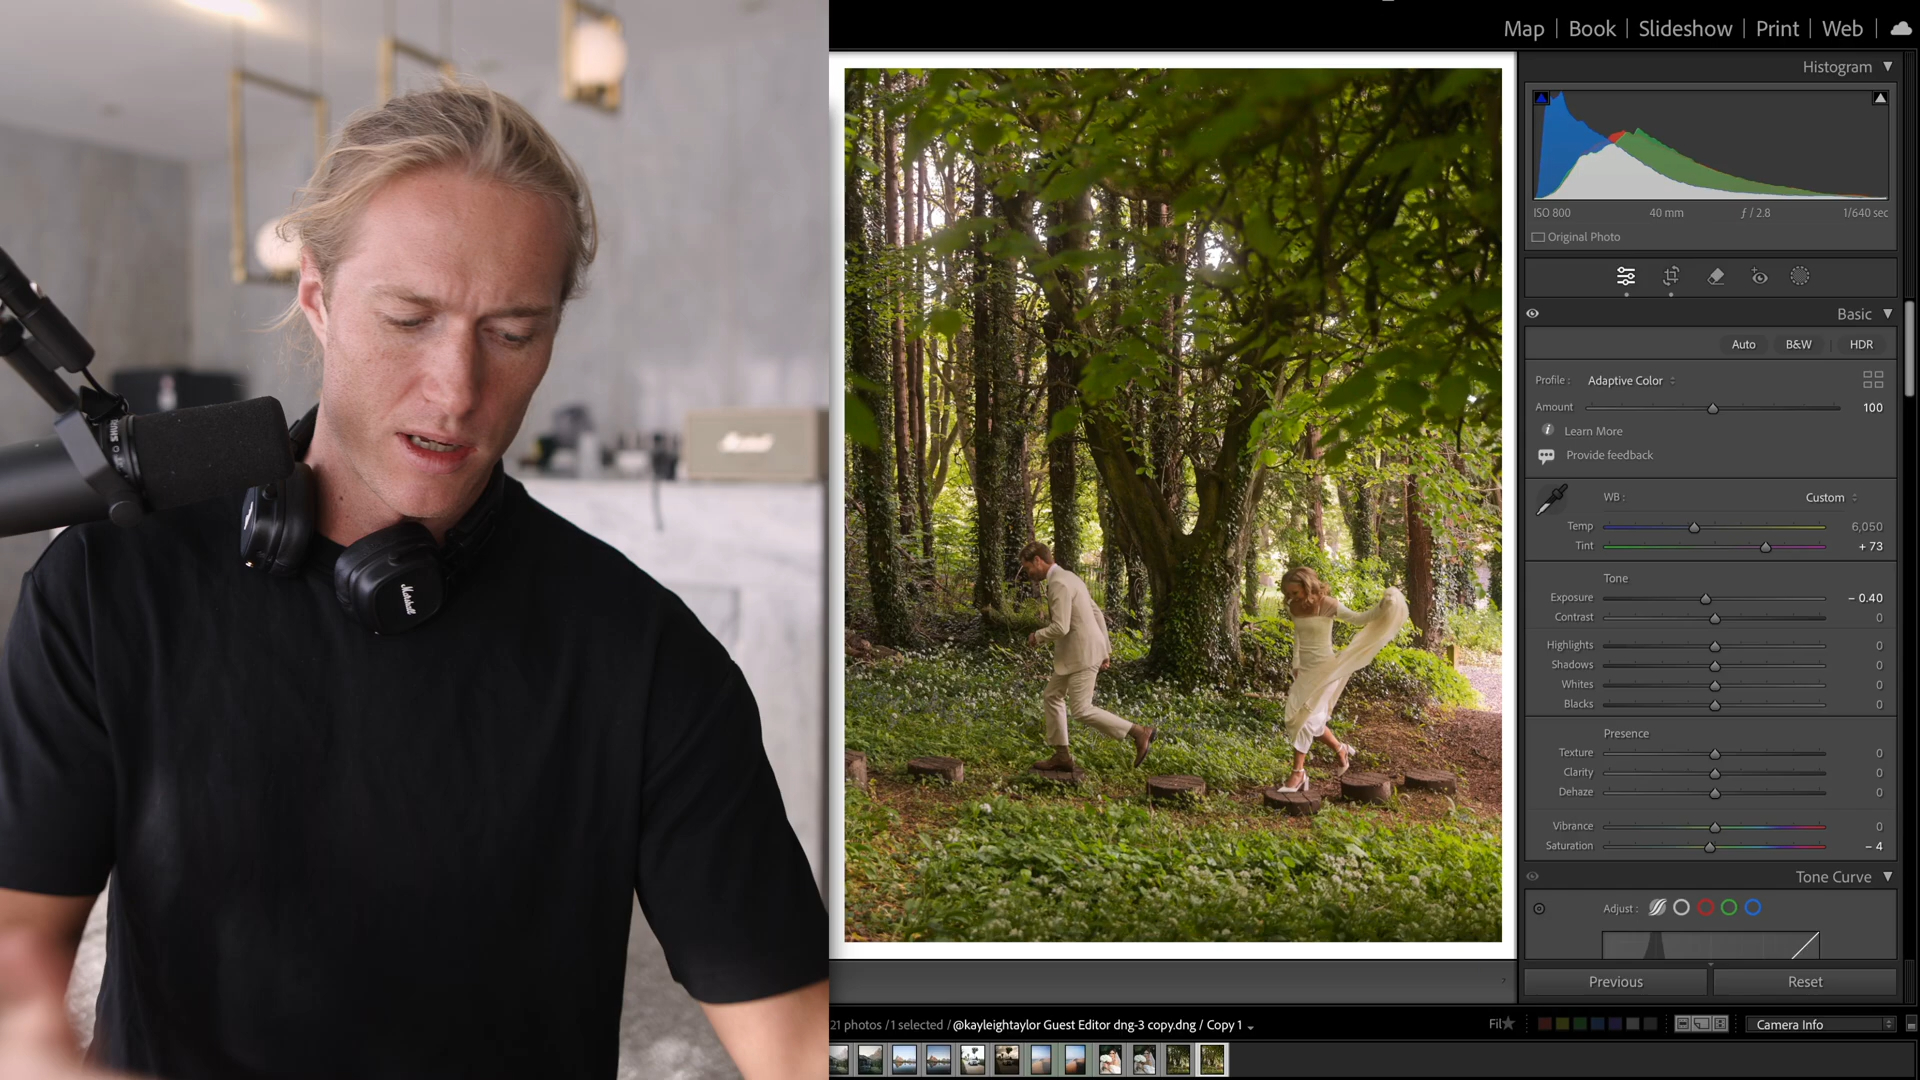 Map | Book | Slideshow | Print | Web
Histogram
ISO 800 40 mm ƒ / 2.8 1/640 sec
Original Photo
Basic
Auto B&W HDR
Profile : Adaptive Color
Amount 100
Learn More
Provide feedback
WB : Custom
Temp 6,050
Tint + 73
Tone
Exposure – 0.40
Contrast 0
Highlights 0
Shadows 0
Whites 0
Blacks 0
Presence
Texture 0
Clarity 0
Dehaze 0
Vibrance 0
Saturation – 4
Tone Curve
Adjust :
Previous Reset
21 photos / 1 selected / @kayleightaylor Guest Editor dng-3 copy.dng / Copy 1
Camera Info
Marshall
Marshall